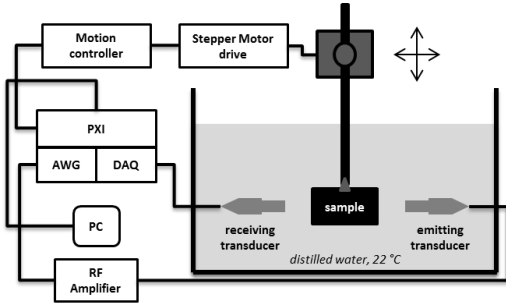 Motion
controller
Stepper Motor
drive
PXI
AWG
DAQ
PC
RF
Amplifier
sample
receiving
transducer
emitting
transducer
distilled water, 22 °C